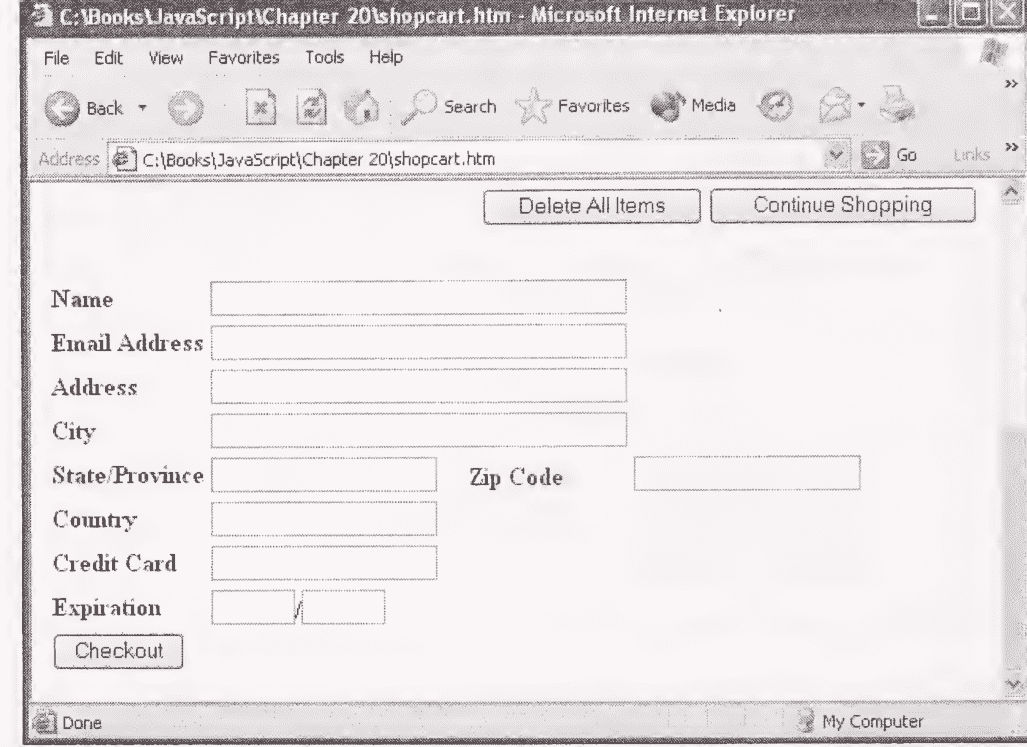 C:\Books\JavaScript\Chapter 20\shopcart.htm - Microsoft Internet Explorer
File Edit View Favorites Tools Help
Back Search Favorites Media
Address C:\Books\JavaScript\Chapter 20\shopcart.htm Go Links
Delete All Items Continue Shopping
Name
Email Address
Address
City
State/Province Zip Code
Country
Credit Card
Expiration /
Checkout
Done My Computer